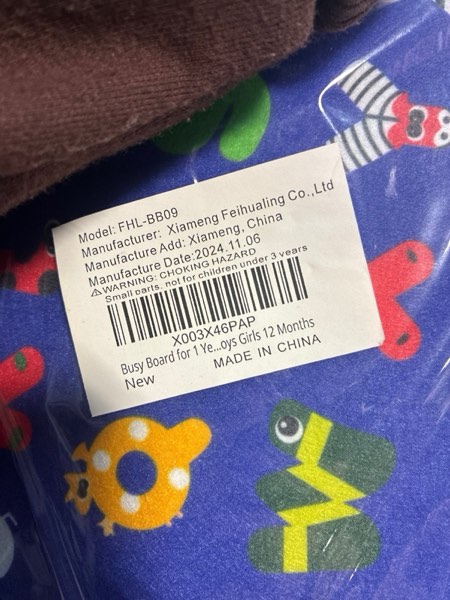 Model: FHL-BB09
Manufacturer: Xiameng Feihualing Co.,Ltd
Manufacture Add: Xiameng, China
Manufacture Date:2024.11.06
⚠WARNING: CHOKING HAZARD
Small parts. not for children under 3 years
X003X46PAP
Busy Board for 1 Ye...oys Girls 12 Months
New
MADE IN CHINA